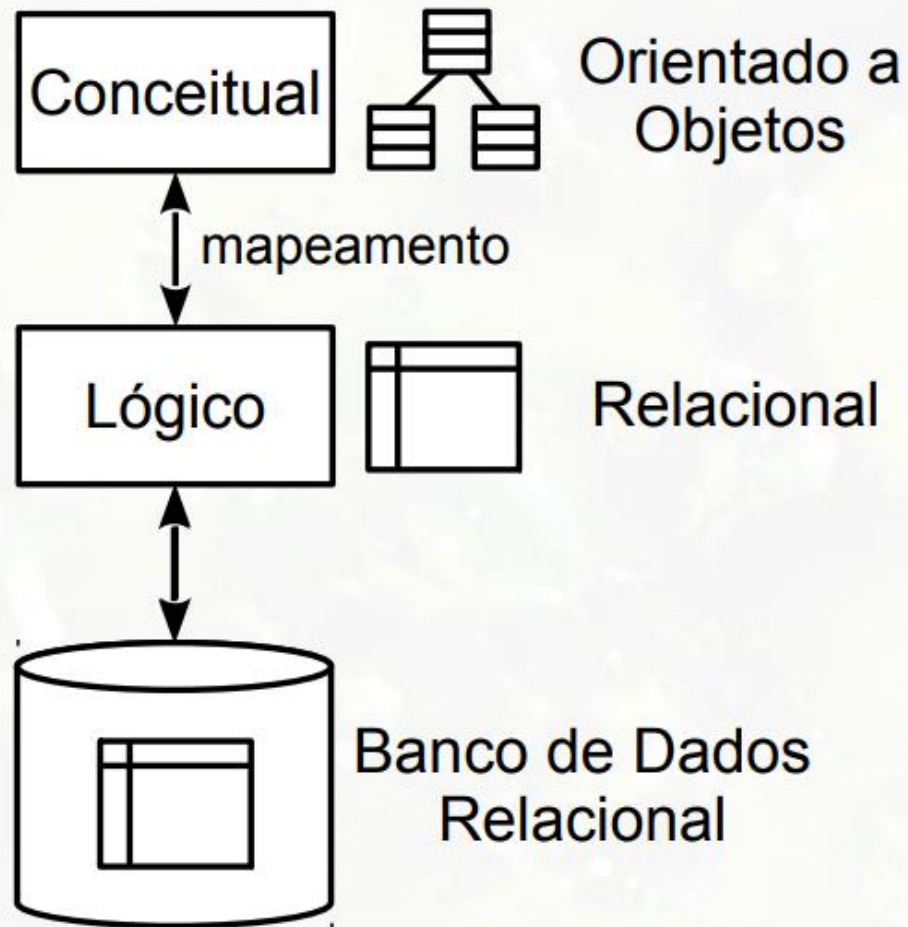 Conceitual
Orientado a
Objetos
mapeamento
Lógico
Relacional
Banco de Dados
Relacional